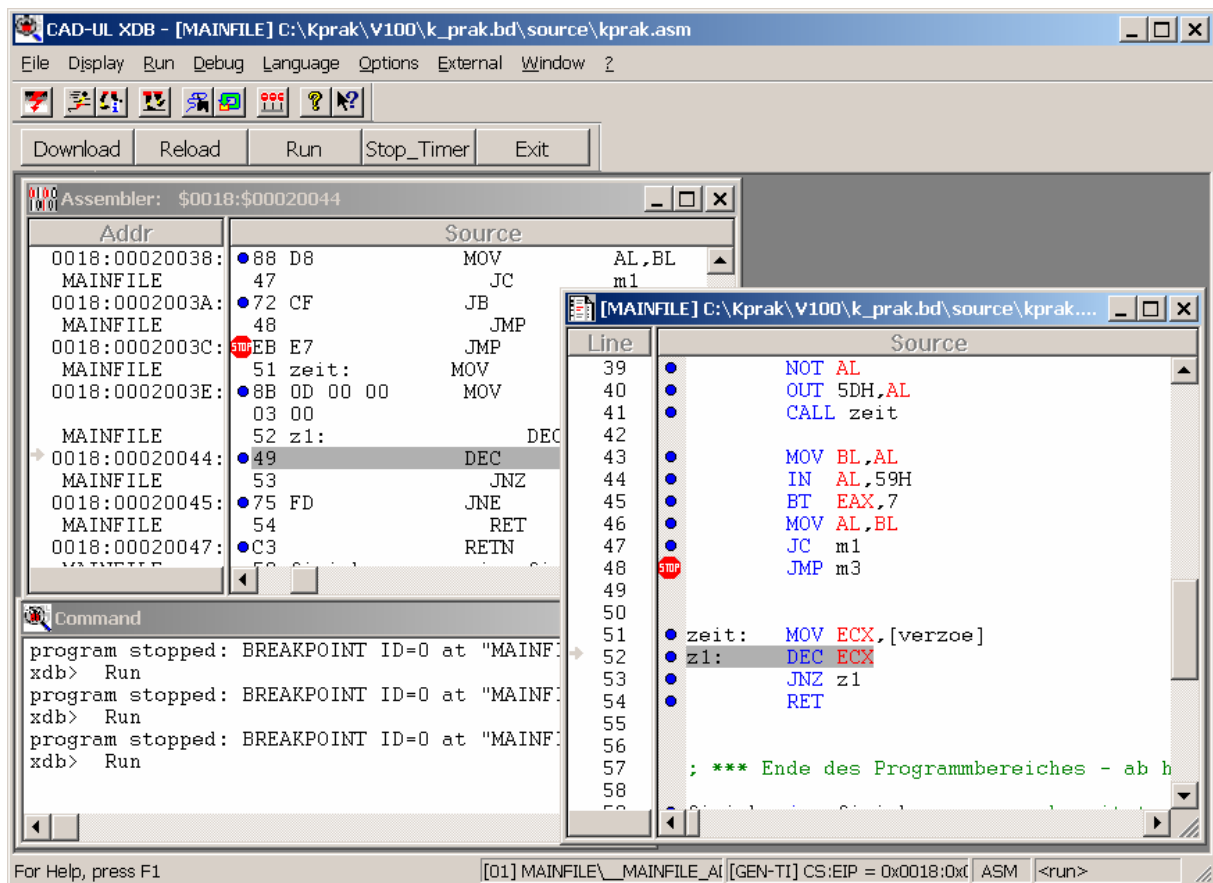 CAD-UL XDB - [MAINFILE] C:\Kprak\V100\k_prak.bd\source\kprak.asm
File Display Run Debug Language Options External Window ?
Download Reload Run Stop_Timer Exit
Assembler: $0018:$00020044
Addr Source
0018:00020038: 88 D8 MOV AL,BL
MAINFILE 47 JC m1
0018:0002003A: 72 CF JB
MAINFILE 48 JMP
0018:0002003C: STOP EB E7 JMP
MAINFILE 51 zeit: MOV
0018:0002003E: 8B 0D 00 00 MOV
03 00
MAINFILE 52 z1: DEC
0018:00020044: 49 DEC
MAINFILE 53 JNZ
0018:00020045: 75 FD JNE
MAINFILE 54 RET
0018:00020047: C3 RETN
[MAINFILE] C:\Kprak\V100\k_prak.bd\source\kprak....
Line Source
39 NOT AL
40 OUT 5DH,AL
41 CALL zeit
42
43 MOV BL,AL
44 IN AL,59H
45 BT EAX,7
46 MOV AL,BL
47 JC m1
48 STOP JMP m3
49
50
51 zeit: MOV ECX,[verzoe]
52 z1: DEC ECX
53 JNZ z1
54 RET
55
56
57 ; *** Ende des Programmbereiches - ab h
58
Command
program stopped: BREAKPOINT ID=0 at "MAINF
xdb> Run
program stopped: BREAKPOINT ID=0 at "MAINF
xdb> Run
program stopped: BREAKPOINT ID=0 at "MAINF
xdb> Run
For Help, press F1 [01] MAINFILE\__MAINFILE_A [GEN-TI] CS:EIP = 0x0018:0x ASM <run>